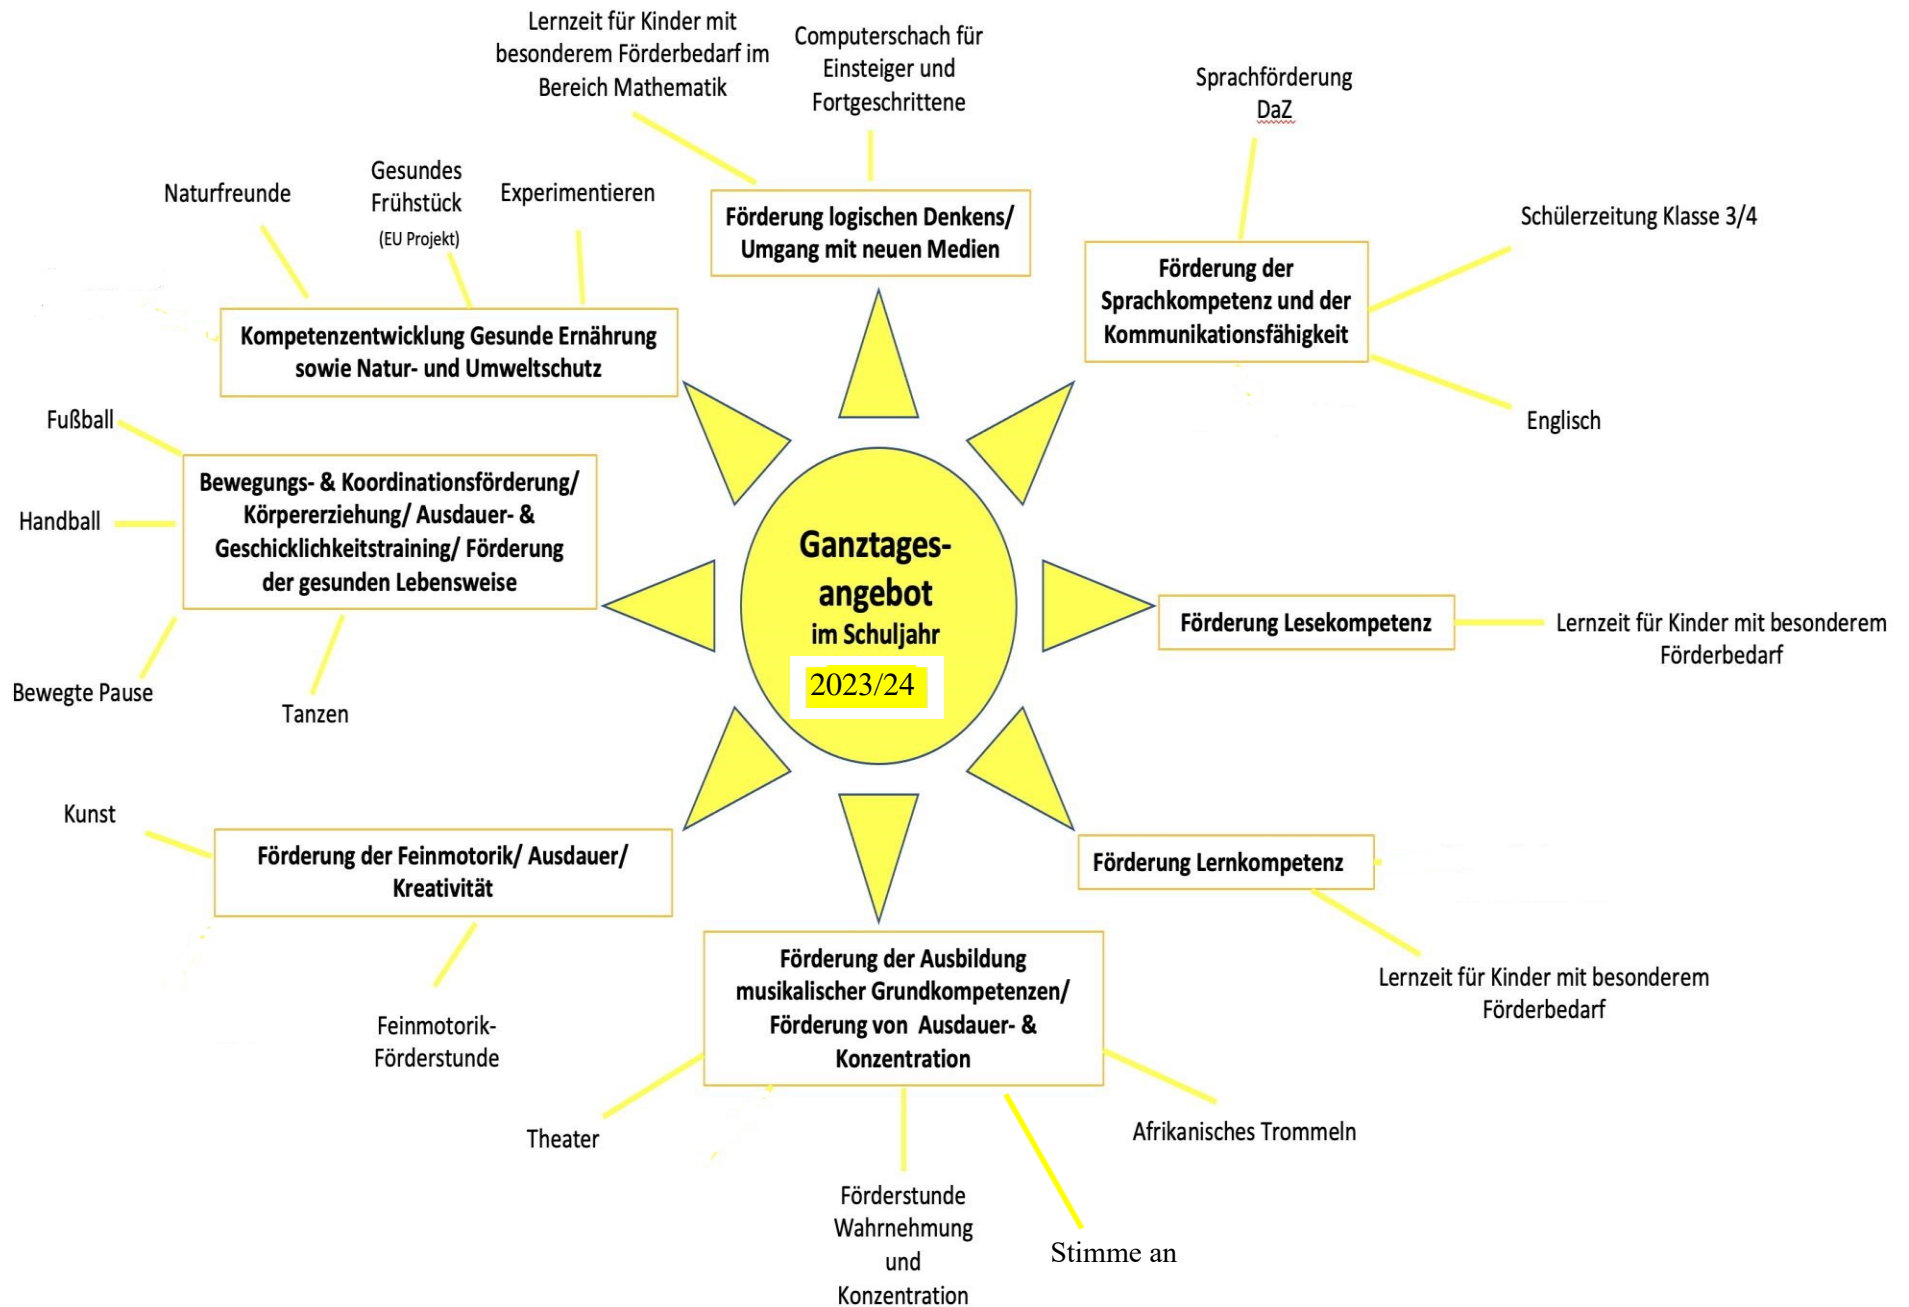 Lernzeit für Kinder mit
besonderem Förderbedarf im
Bereich Mathematik
Computerschach für
Einsteiger und
Fortgeschrittene
Sprachförderung
DaZ
Naturfreunde
Gesundes
Frühstück
(EU Projekt)
Experimentieren
Förderung logischen Denkens/
Umgang mit neuen Medien
Schülerzeitung Klasse 3/4
Förderung der
Sprachkompetenz und der
Kommunikationsfähigkeit
Kompetenzentwicklung Gesunde Ernährung
sowie Natur- und Umweltschutz
Englisch
Fußball
Handball
Bewegungs- & Koordinationsförderung/
Körpererziehung/ Ausdauer- &
Geschicklichkeitstraining/ Förderung
der gesunden Lebensweise
Bewegte Pause
Tanzen
Ganztages-
angebot
im Schuljahr
2023/24
Förderung Lesekompetenz
Lernzeit für Kinder mit besonderem
Förderbedarf
Kunst
Förderung der Feinmotorik/ Ausdauer/
Kreativität
Feinmotorik-
Förderstunde
Förderung Lernkompetenz
Lernzeit für Kinder mit besonderem
Förderbedarf
Förderung der Ausbildung
musikalischer Grundkompetenzen/
Förderung von Ausdauer- &
Konzentration
Theater
Förderstunde
Wahrnehmung
und
Konzentration
Stimme an
Afrikanisches Trommeln